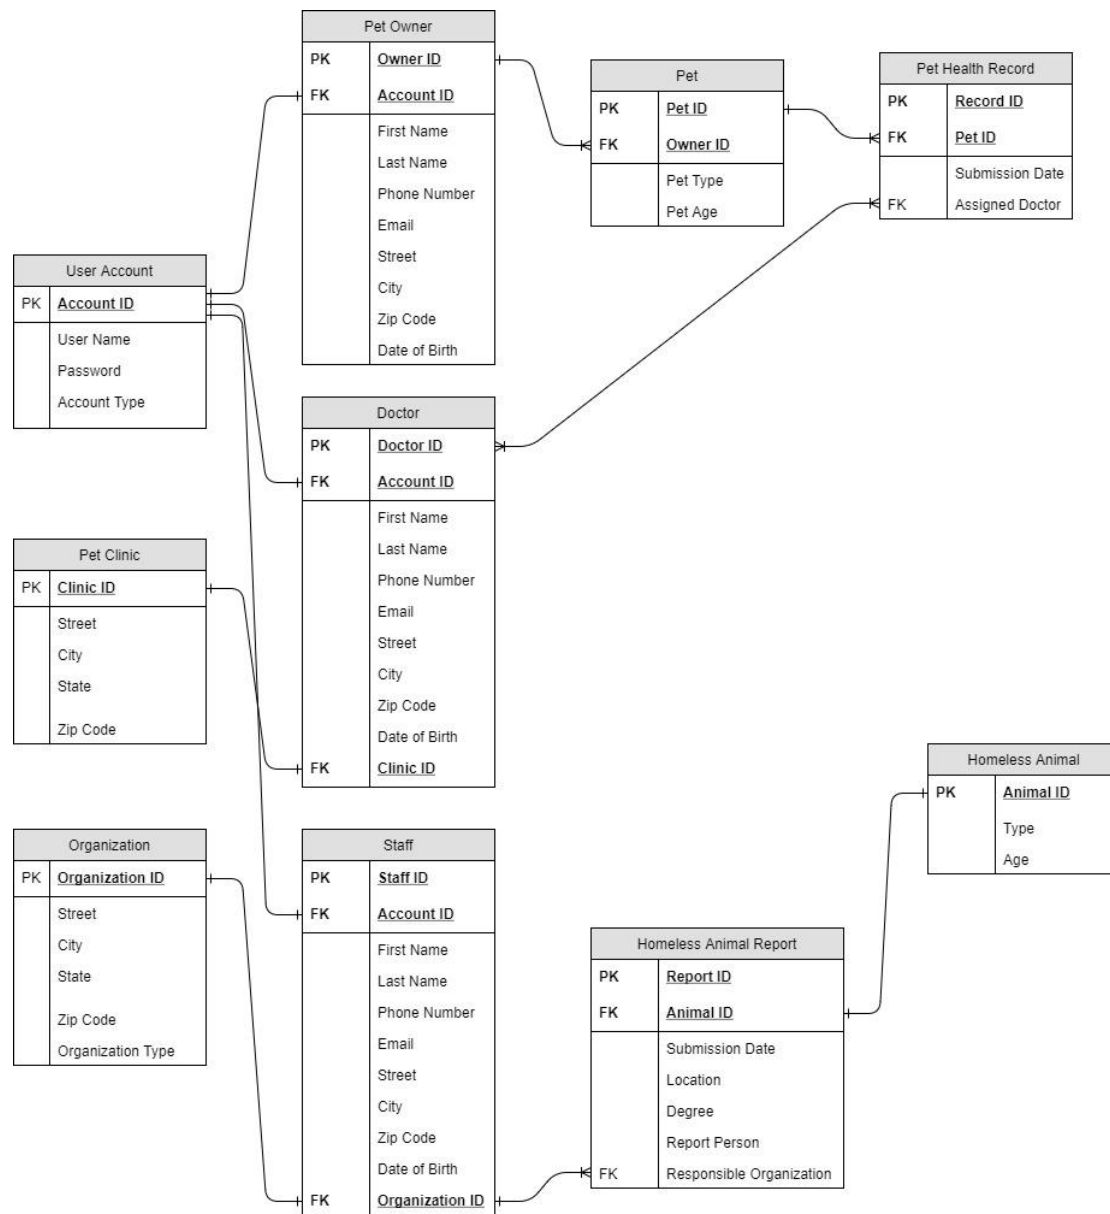 Pet Owner
PK Owner ID
FK Account ID
First Name
Last Name
Phone Number
Email
Street
City
Zip Code
Date of Birth
Pet
PK Pet ID
FK Owner ID
Pet Type
Pet Age
Pet Health Record
PK Record ID
FK Pet ID
Submission Date
FK Assigned Doctor
User Account
PK Account ID
User Name
Password
Account Type
Doctor
PK Doctor ID
FK Account ID
First Name
Last Name
Phone Number
Email
Street
City
Zip Code
Date of Birth
FK Clinic ID
Pet Clinic
PK Clinic ID
Street
City
State
Zip Code
Organization
PK Organization ID
Street
City
State
Zip Code
Organization Type
Staff
PK Staff ID
FK Account ID
First Name
Last Name
Phone Number
Email
Street
City
Zip Code
Date of Birth
FK Organization ID
Homeless Animal Report
PK Report ID
FK Animal ID
Submission Date
Location
Degree
Report Person
FK Responsible Organization
Homeless Animal
PK Animal ID
Type
Age